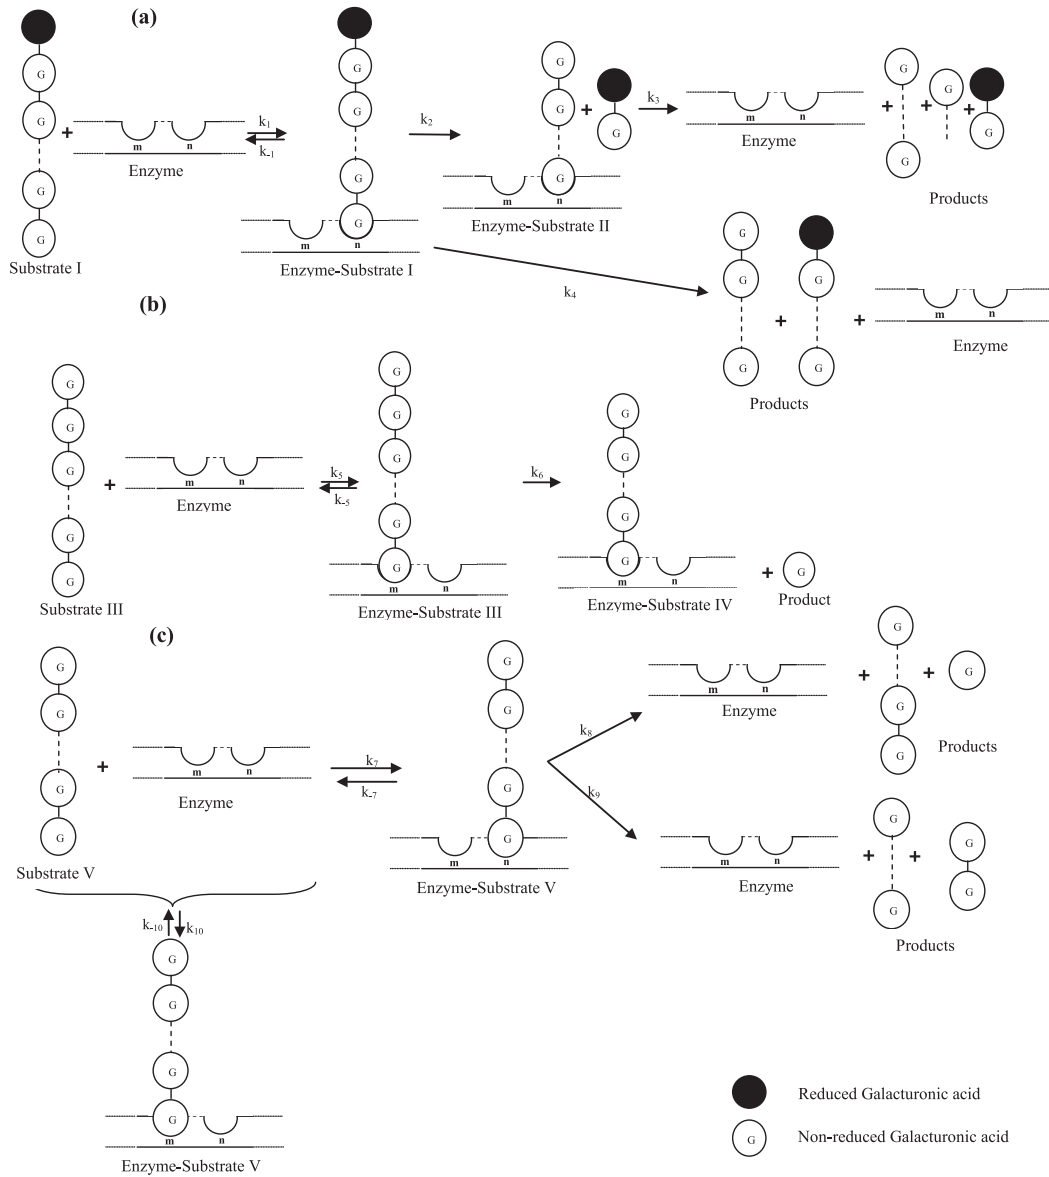 (a)
G
G
G
G
Substrate I
+
m n
Enzyme
k1
k-1
G
G
G
G
m n
Enzyme-Substrate I
k2
G
G
G
m n
Enzyme-Substrate II
+
G
k3
m n
Enzyme
+
G
G
+
G
+
G
Products
k4
G
G
G
+
G
G
Products
+
m n
Enzyme
(b)
G
G
G
G
G
Substrate III
+
m n
Enzyme
k5
k-5
G
G
G
G
G
m n
Enzyme-Substrate III
k6
G
G
G
G
m n
Enzyme-Substrate IV
+
G
Product
(c)
G
G
G
G
Substrate V
+
m n
Enzyme
k7
k-7
G
G
G
G
m n
Enzyme-Substrate V
k8
m n
Enzyme
+
G
G
G
+
G
Products
k9
m n
Enzyme
+
G
G
+
G
G
Products
k-10 k10
G
G
G
G
m n
Enzyme-Substrate V
Reduced Galacturonic acid
G
Non-reduced Galacturonic acid